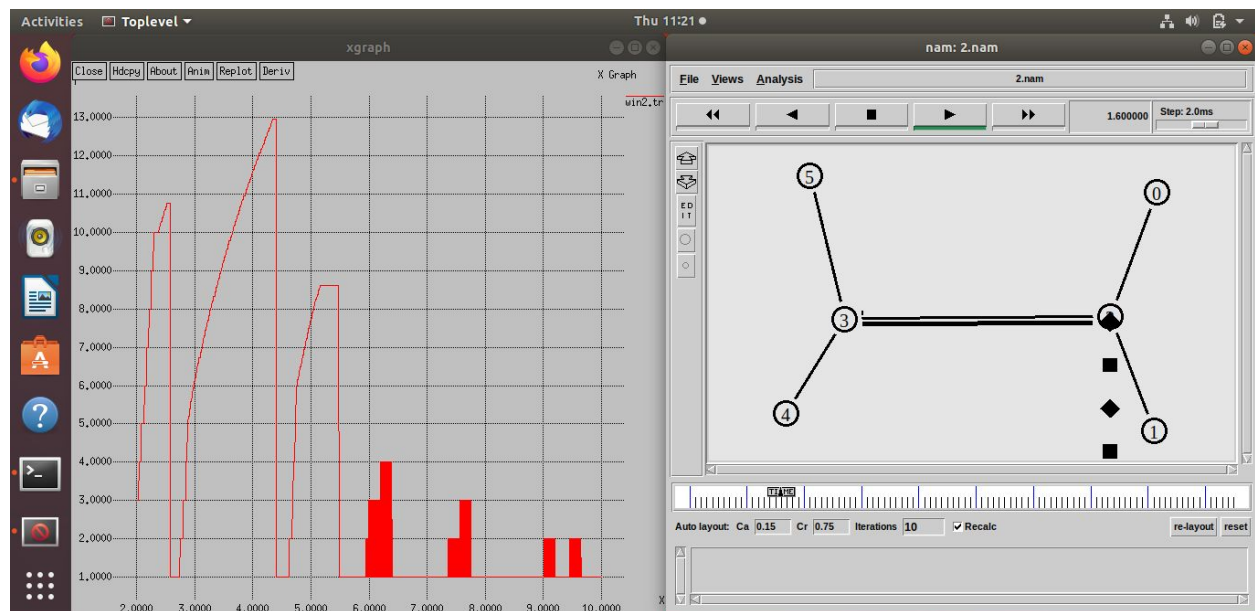 Activities Toplevel Thu 11:21
xgraph
Close Hdcpy About Anim Replot Deriv X Graph
win2.tr
13.0000
12.0000
11.0000
10.0000
9.0000
8.0000
7.0000
6.0000
5.0000
4.0000
3.0000
2.0000
1.0000
2.0000 3.0000 4.0000 5.0000 6.0000 7.0000 8.0000 9.0000 10.0000
X
nam: 2.nam
File Views Analysis 2.nam
1.600000 Step: 2.0ms
ED
IT
5
0
3
4
1
TIME
Auto layout: Ca 0.15 Cr 0.75 Iterations 10 Recalc re-layout reset